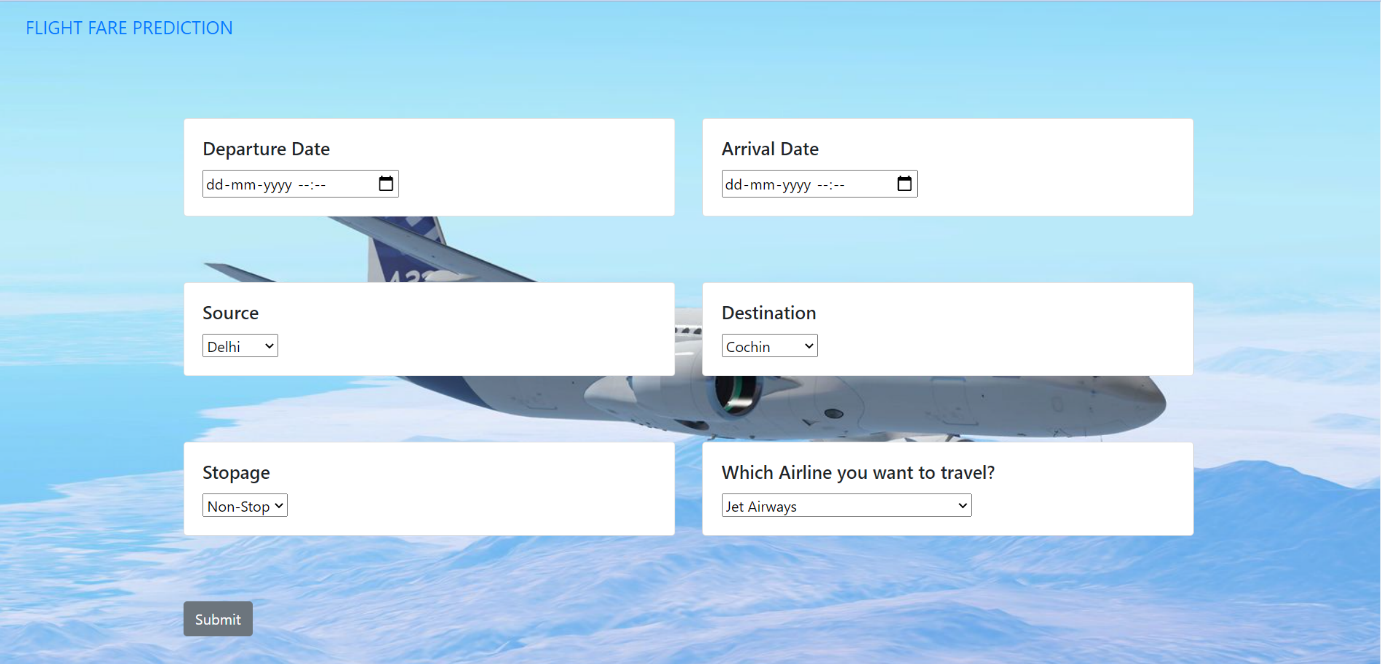 FLIGHT FARE PREDICTION
Departure Date
Arrival Date
dd-mm-yyyy --:--
dd-mm-yyyy --:--
Source
Destination
Delhi
Cochin
Stopage
Which Airline you want to travel?
Non-Stop
Jet Airways
Submit